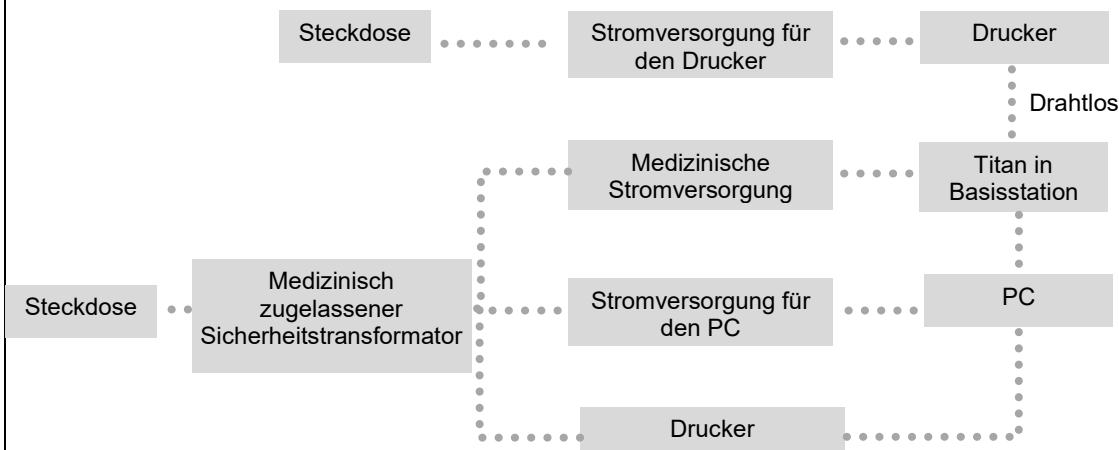 Steckdose
Stromversorgung für
den Drucker
Drucker
Drahtlos
Medizinische
Stromversorgung
Titan in
Basisstation
Steckdose
Medizinisch
zugelassener
Sicherheitstransformator
Stromversorgung für
den PC
PC
Drucker